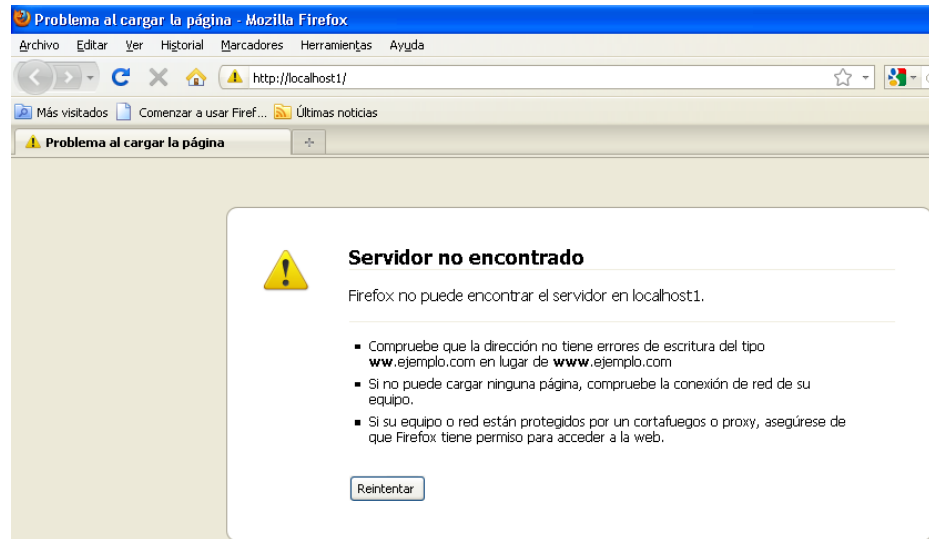 Problema al cargar la página - Mozilla Firefox
Archivo Editar Ver Historial Marcadores Herramientas Ayuda
http://localhost1/
Más visitados Comenzar a usar Firef... Últimas noticias
Problema al cargar la página
Servidor no encontrado
Firefox no puede encontrar el servidor en localhost1.
Compruebe que la dirección no tiene errores de escritura del tipo
ww.ejemplo.com en lugar de www.ejemplo.com
Si no puede cargar ninguna página, compruebe la conexión de red de su
equipo.
Si su equipo o red están protegidos por un cortafuegos o proxy, asegúrese de
que Firefox tiene permiso para acceder a la web.
Reintentar